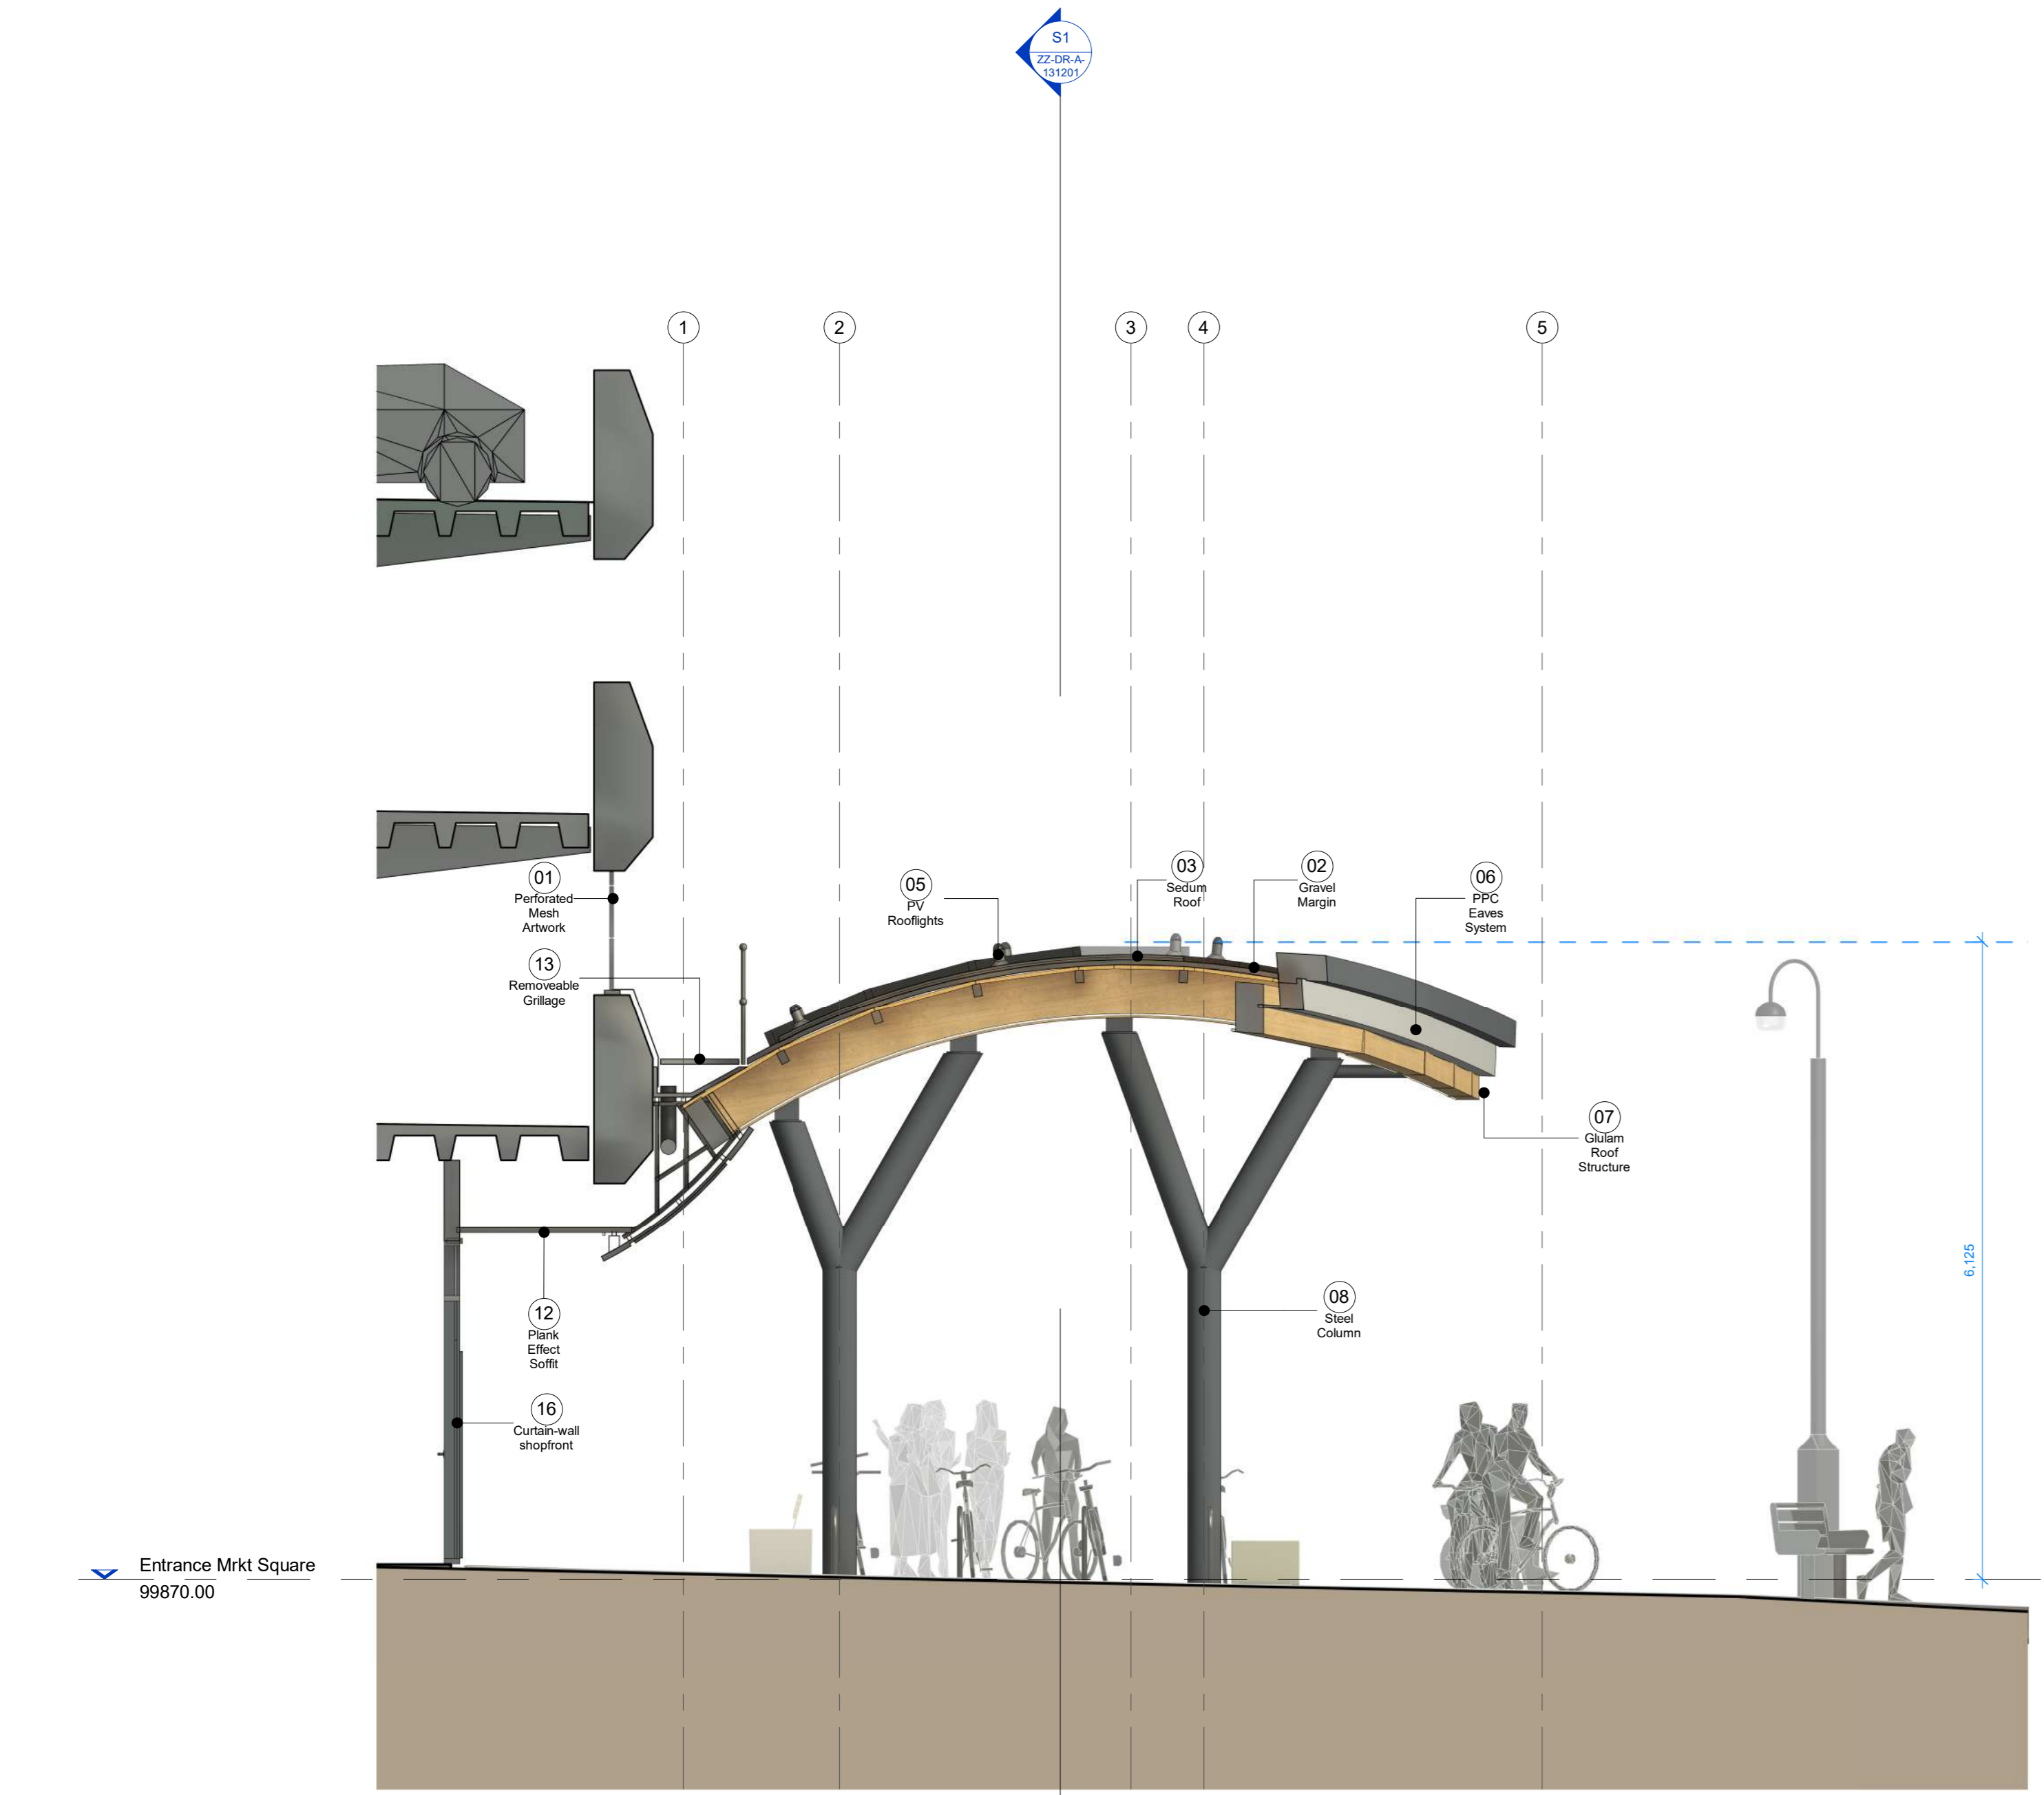 S1
ZZ-DR-A-
131201
1
2
3
4
5
01
Perforated
Mesh
Artwork
05
PV
Rooflights
03
Sedum
Roof
02
Gravel
Margin
06
PPC
Eaves
System
13
Removeable
Grillage
07
Glulam
Roof
Structure
6,125
12
Plank
Effect
Soffit
08
Steel
Column
16
Curtain-wall
shopfront
Entrance Mrkt Square
99870.00